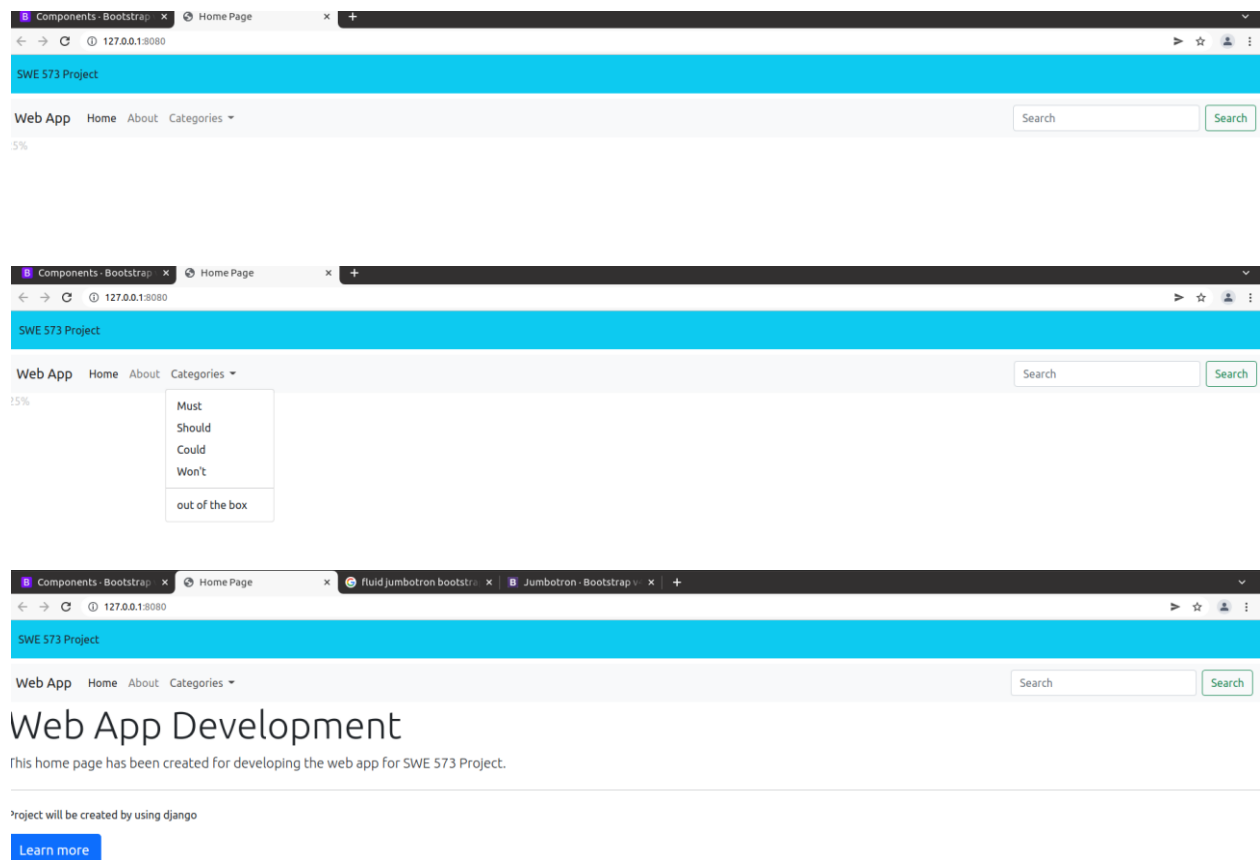 Components · Bootstrap Home Page
127.0.0.1:8080
SWE 573 Project
Web App Home About Categories Search Search
5%
Components · Bootstrap Home Page
127.0.0.1:8080
SWE 573 Project
Web App Home About Categories Search Search
25%
Must
Should
Could
Won't
out of the box
Components · Bootstrap Home Page fluid jumbotron bootstra Jumbotron · Bootstrap v
127.0.0.1:8080
SWE 573 Project
Web App Home About Categories Search Search
Web App Development
This home page has been created for developing the web app for SWE 573 Project.
Project will be created by using django
Learn more